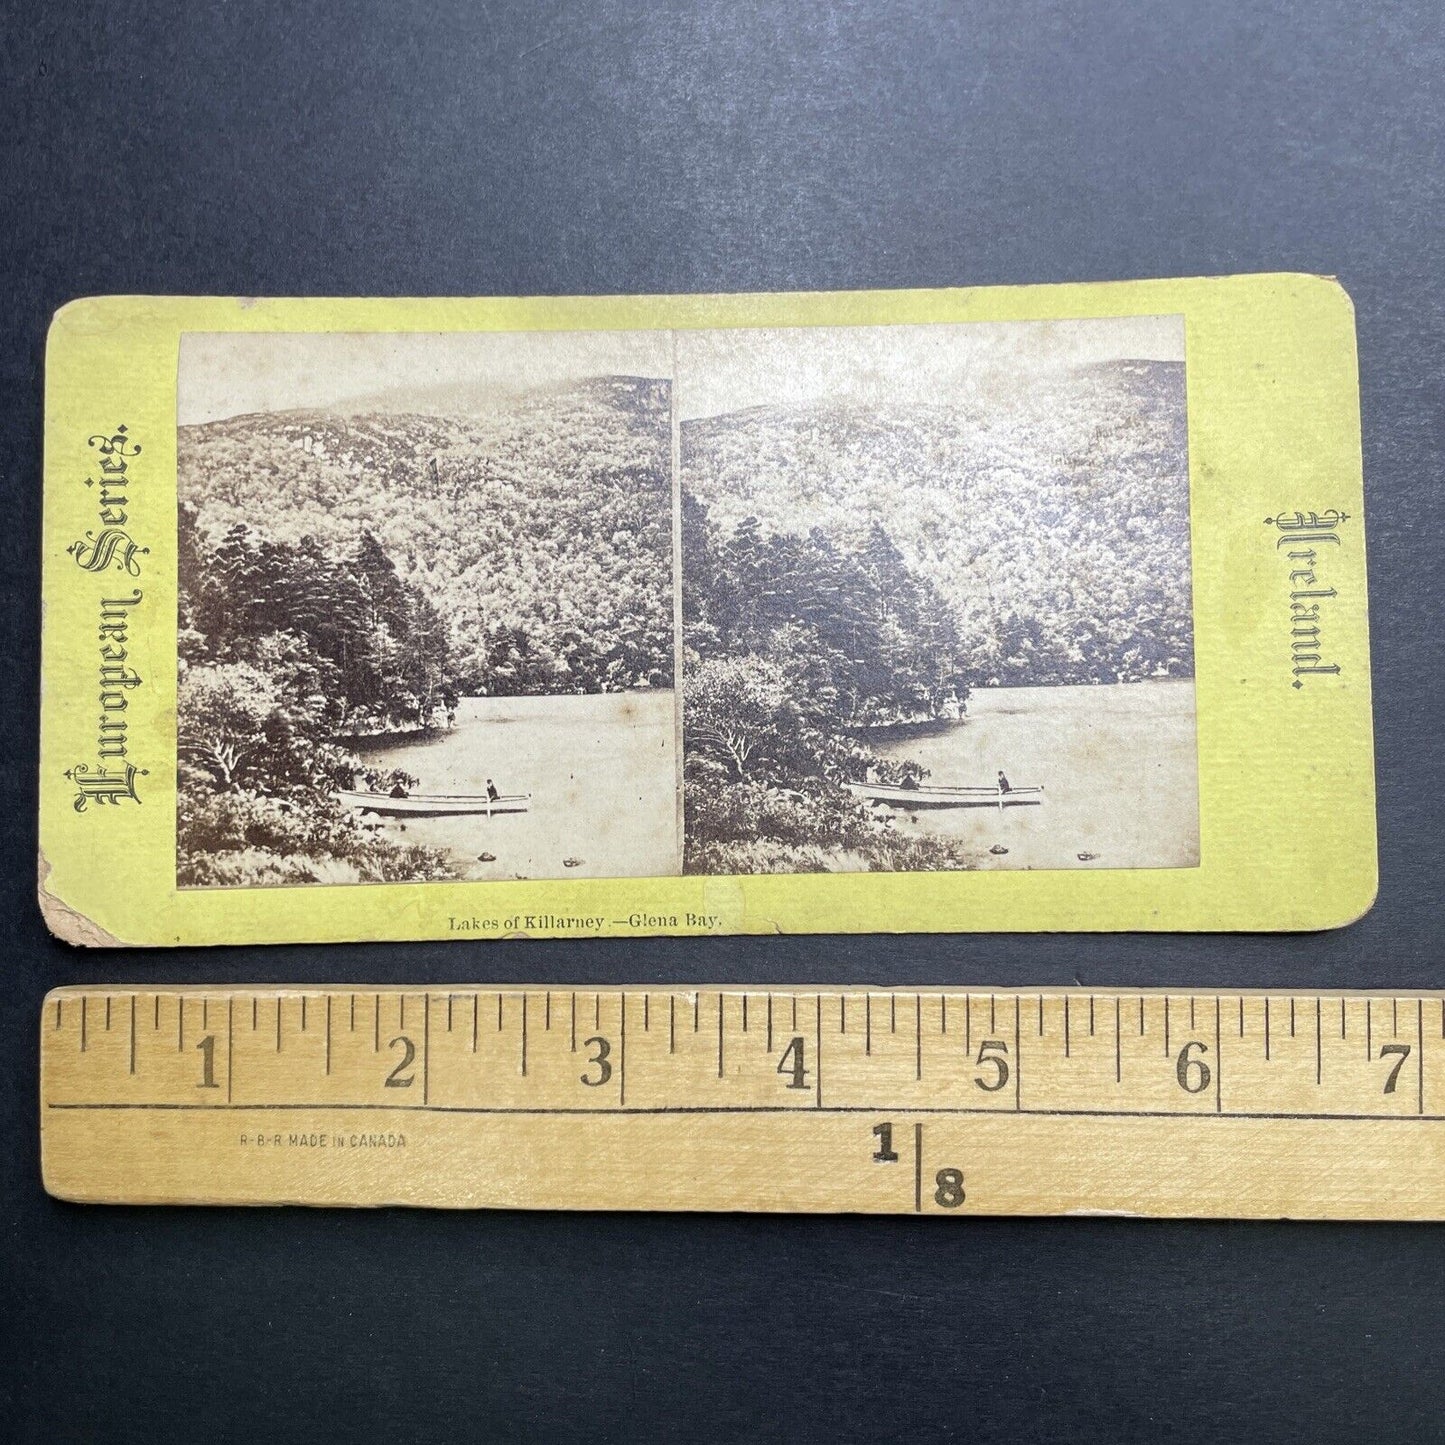 European Series.
Ireland.
Lakes of Killarney.—Glena Bay.
1 2 3 4 5 6 7
R-B-R MADE IN CANADA
1
8